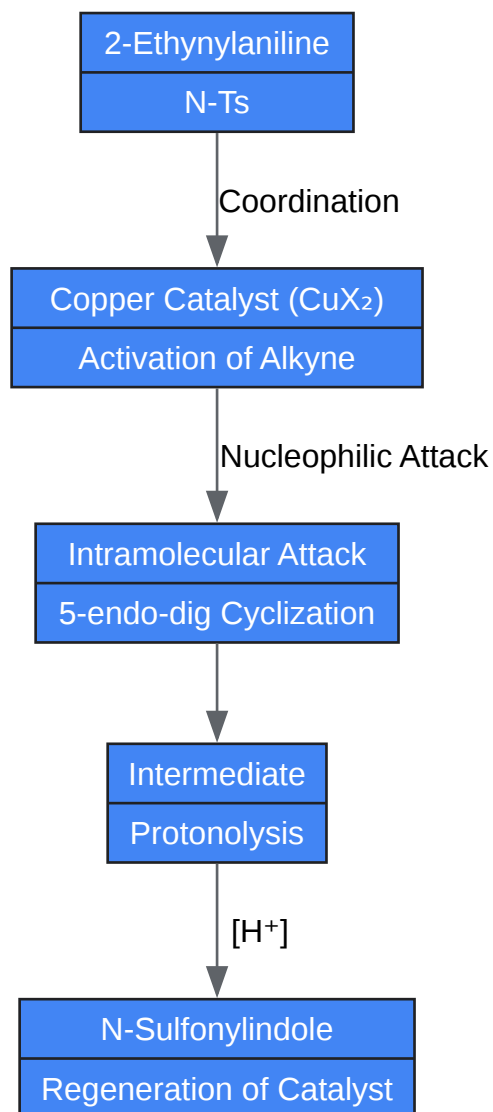 2-Ethynylaniline
N-Ts
Coordination
Copper Catalyst (CuX₂)
Activation of Alkyne
Nucleophilic Attack
Intramolecular Attack
5-endo-dig Cyclization
Intermediate
Protonolysis
[H⁺]
N-Sulfonylindole
Regeneration of Catalyst